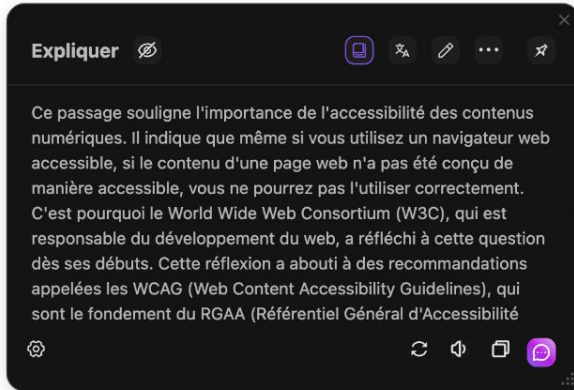 Expliquer
Ce passage souligne l'importance de l'accessibilité des contenus
numériques. Il indique que même si vous utilisez un navigateur web
accessible, si le contenu d'une page web n'a pas été conçu de
manière accessible, vous ne pourrez pas l'utiliser correctement.
C'est pourquoi le World Wide Web Consortium (W3C), qui est
responsable du développement du web, a réfléchi à cette question
dès ses débuts. Cette réflexion a abouti à des recommandations
appelées les WCAG (Web Content Accessibility Guidelines), qui
sont le fondement du RGAA (Référentiel Général d'Accessibilité